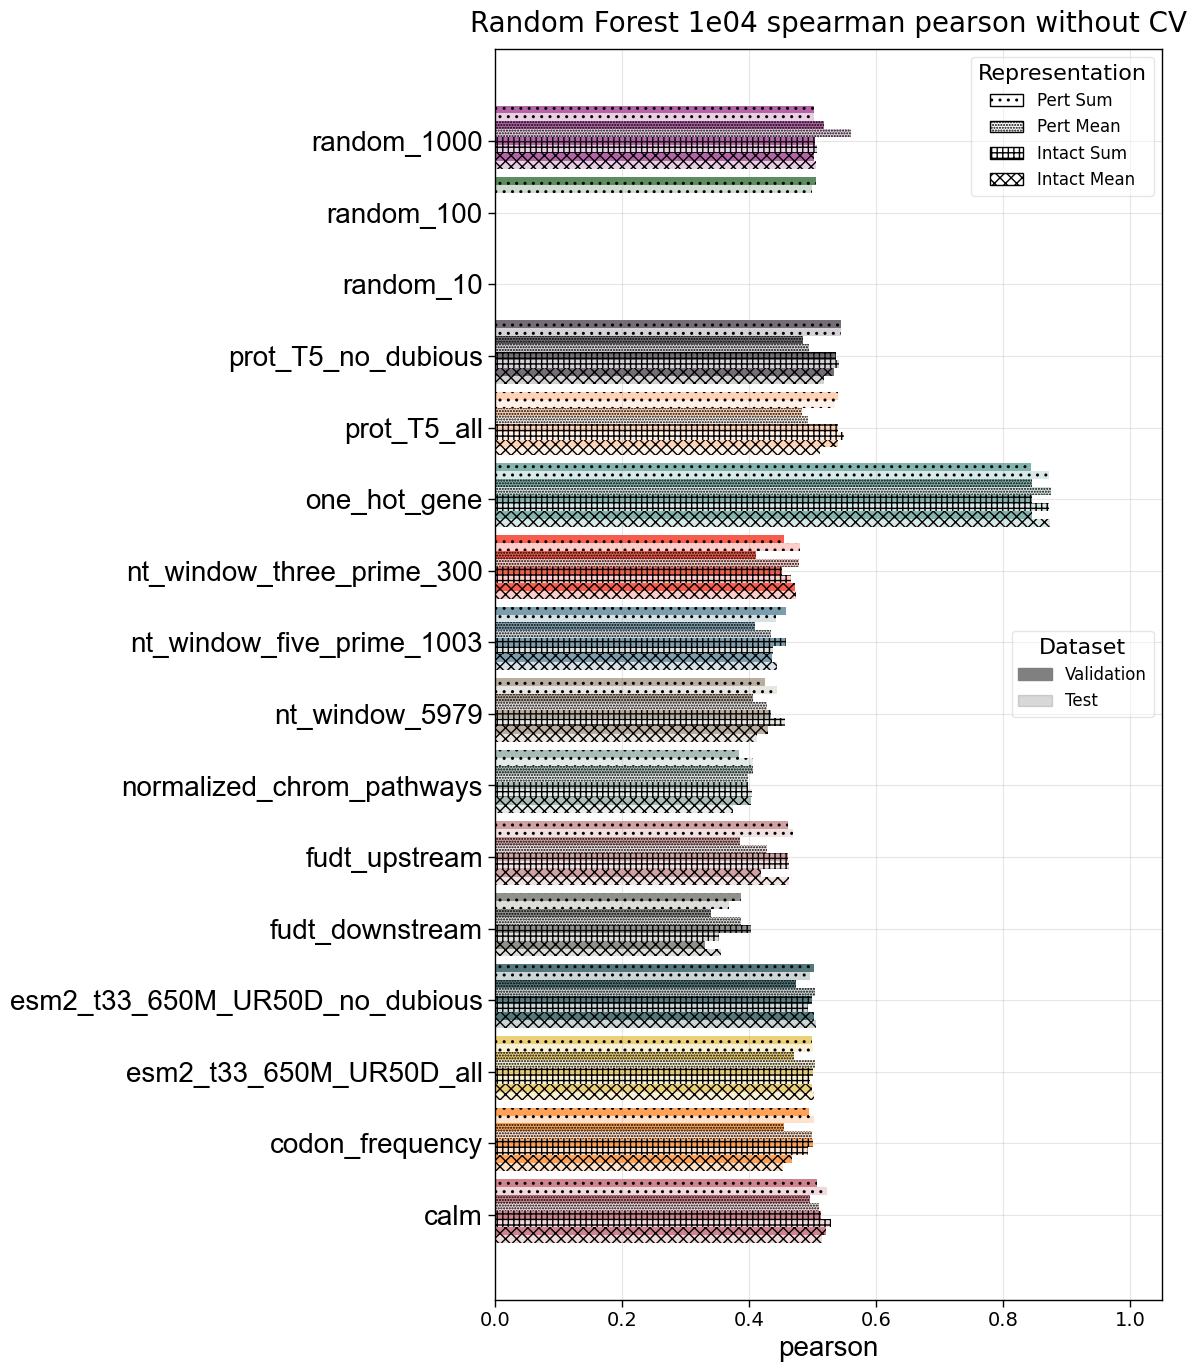 Random Forest 1e04 spearman pearson without CV
Representation
Pert Sum
Pert Mean
Intact Sum
Intact Mean
random_1000
random_100
random_10
prot_T5_no_dubious
prot_T5_all
one_hot_gene
nt_window_three_prime_300
nt_window_five_prime_1003
Dataset
Validation
Test
nt_window_5979
normalized_chrom_pathways
fudt_upstream
fudt_downstream
esm2_t33_650M_UR50D_no_dubious
esm2_t33_650M_UR50D_all
codon_frequency
calm
0.0 0.2 0.4 0.6 0.8 1.0
pearson